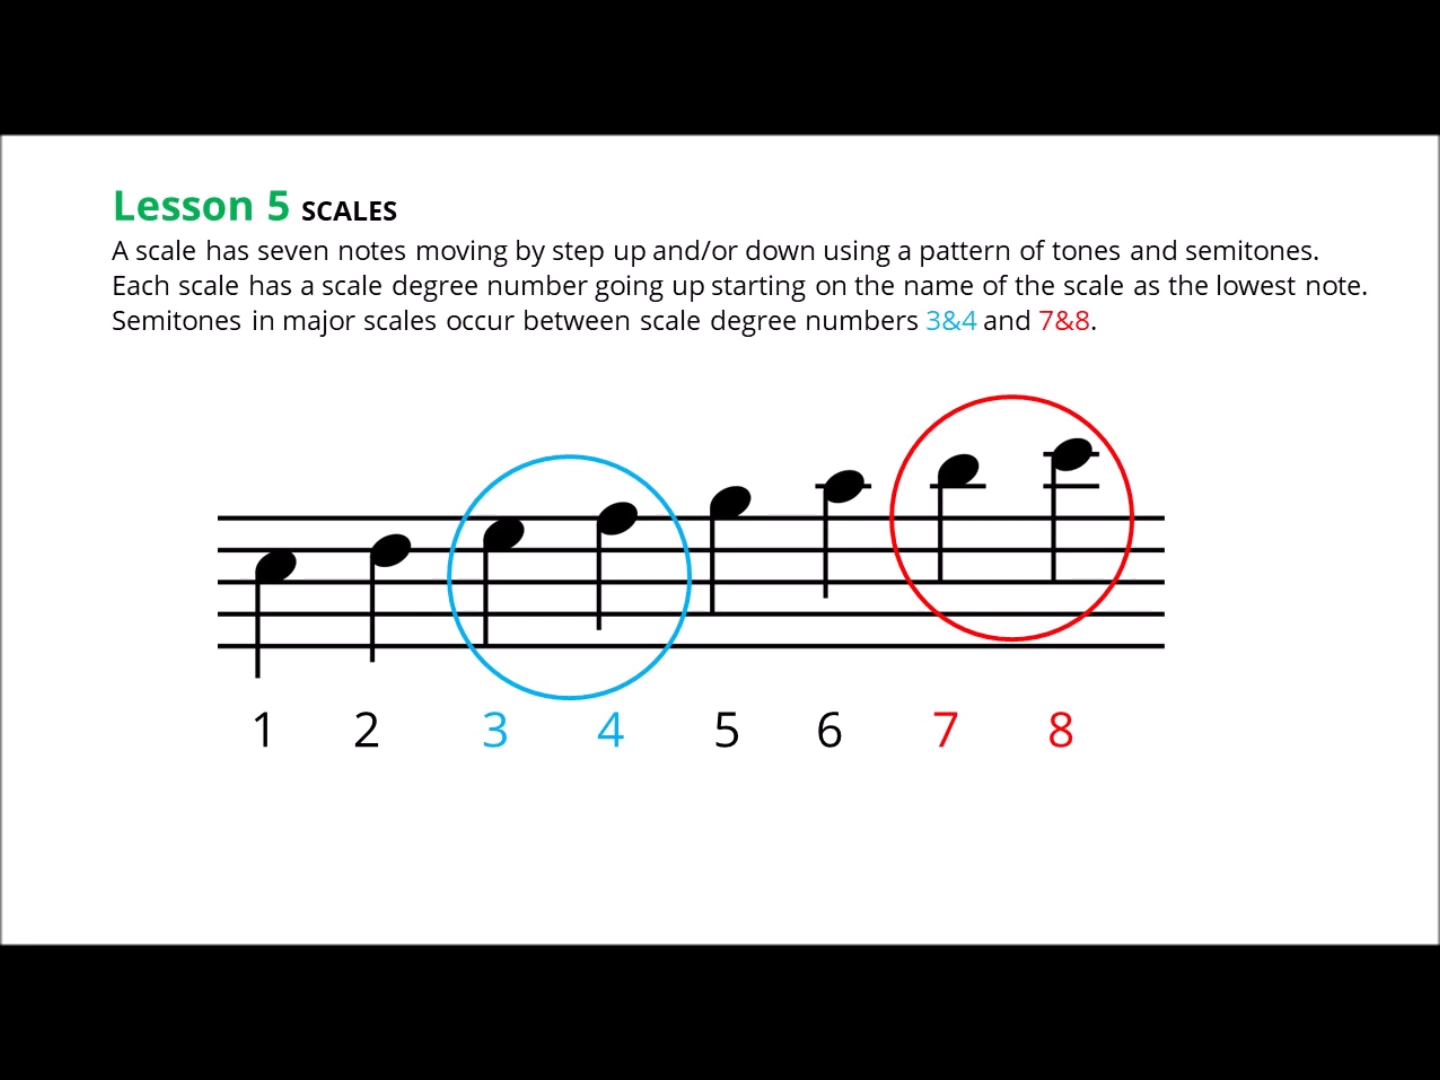 Lesson 5 SCALES
A scale has seven notes moving by step up and/or down using a pattern of tones and semitones.
Each scale has a scale degree number going up starting on the name of the scale as the lowest note.
Semitones in major scales occur between scale degree numbers 3&4 and 7&8.
1 2 3 4 5 6 7 8